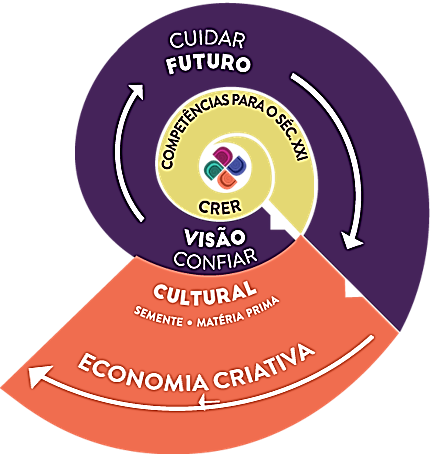 CUIDAR
FUTURO
COMPETÊNCIAS PARA O SÉC. XXI
CRER
VISÃO
CONFIAR
CULTURAL
SEMENTE • MATÉRIA PRIMA
ECONOMIA CRIATIVA